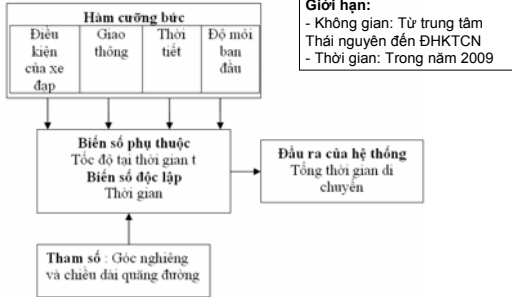 Hàm cưỡng bức
Điều
kiện
của xe
đạp
Giao
thông
Thời
tiết
Độ mỏi
ban
đầu
Giới hạn:
- Không gian: Từ trung tâm
Thái nguyên đến ĐHKTCN
- Thời gian: Trong năm 2009
Biến số phụ thuộc
Tốc độ tại thời gian t
Biến số độc lập
Thời gian
Đầu ra của hệ thống
Tổng thời gian di
chuyển
Tham số : Góc nghiêng
và chiều dài quãng đường